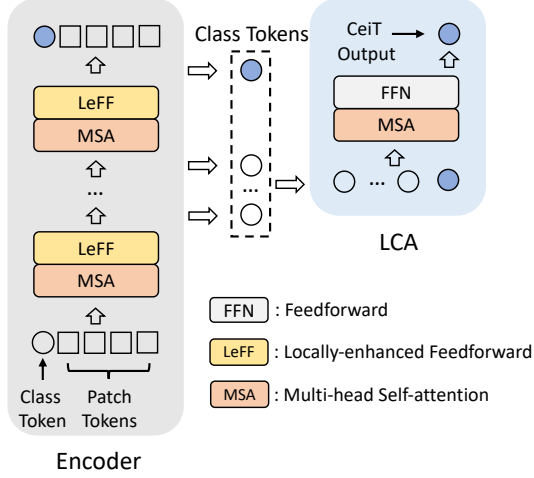 Class Tokens
CeiT
Output
LeFF
MSA
...
LeFF
MSA
Class
Token
Patch
Tokens
Encoder
...
FFN
MSA
...
LCA
FFN : Feedforward
LeFF : Locally-enhanced Feedforward
MSA : Multi-head Self-attention